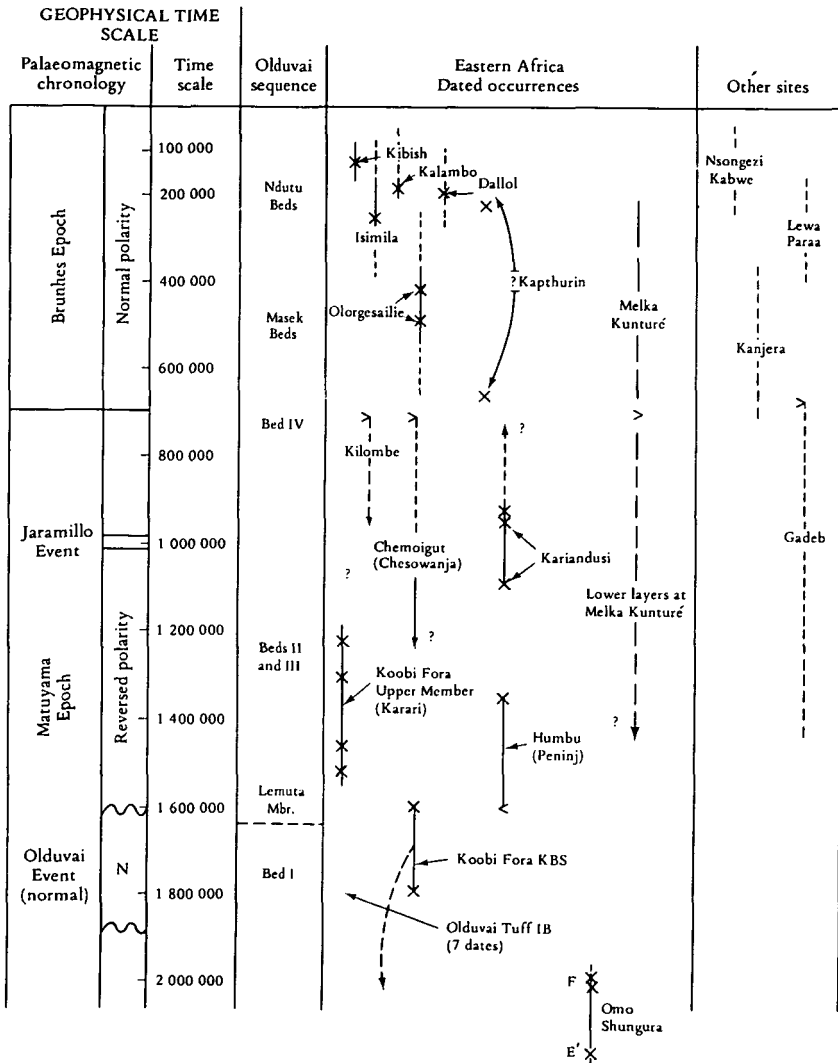 GEOPHYSICAL TIME
SCALE
Palaeomagnetic
chronology
Time
scale
Olduvai
sequence
Eastern Africa
Dated occurrences
Other sites
Brunhes Epoch
Normal polarity
Jaramillo
Event
Matuyama
Epoch
Reversed polarity
Olduvai
Event
(normal)
N
100 000
200 000
400 000
600 000
800 000
1 000 000
1 200 000
1 400 000
1 600 000
1 800 000
2 000 000
Ndutu
Beds
Masek
Beds
Bed IV
Beds II
and III
Lemuta
Mbr.
Bed I
Kibish
Kalambo
Dallol
Isimila
? Kapthurin
Olorgesailie
Melka
Kunturé
Kilombe
?
Chemoigut
(Chesowanja)
Kariandusi
?
Lower layers at
Melka Kunturé
?
Koobi Fora
Upper Member
(Karari)
?
Humbu
(Peninj)
Koobi Fora KBS
Olduvai Tuff IB
(7 dates)
F
Omo
Shungura
E'
Nsongezi
Kabwe
Lewa
Paraa
Kanjera
Gadeb